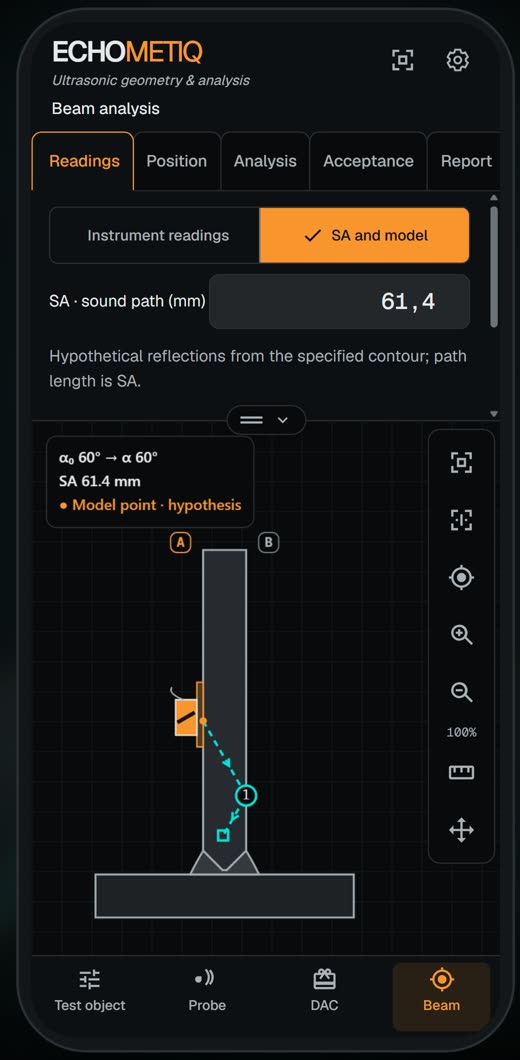 ECHOMETIQ
Ultrasonic geometry & analysis
Beam analysis
Readings Position Analysis Acceptance Report
Instrument readings SA and model
SA · sound path (mm) 61,4
Hypothetical reflections from the specified contour; path
length is SA.
α₀ 60° → α 60°
SA 61.4 mm
• Model point · hypothesis
A B
1
100%
Test object Probe DAC Beam